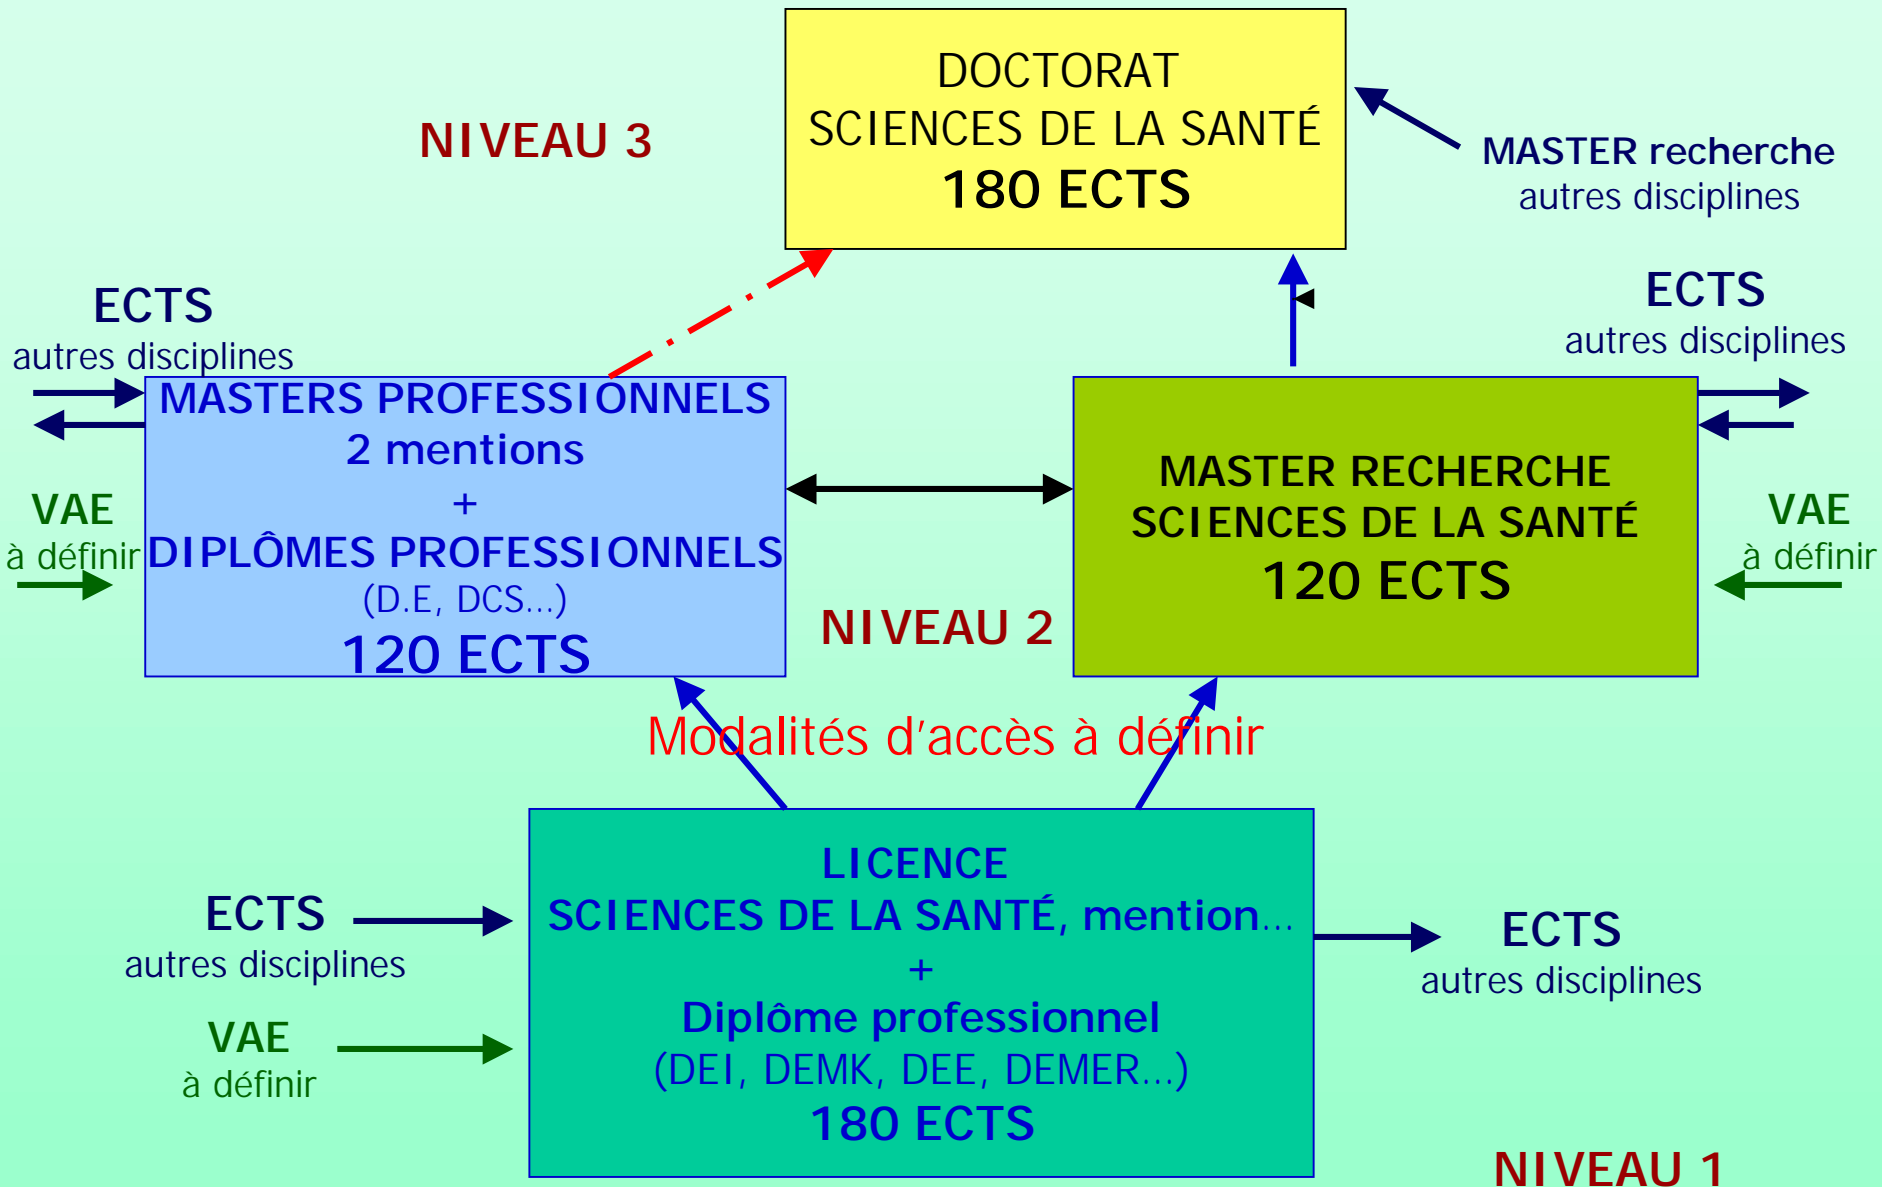 DOCTORAT
SCIENCES DE LA SANTÉ
180 ECTS
NIVEAU 3
MASTER recherche
autres disciplines
ECTS
autres disciplines
ECTS
autres disciplines
MASTERS PROFESSIONNELS
2 mentions
+
DIPLÔMES PROFESSIONNELS
(D.E, DCS...)
120 ECTS
VAE
à définir
MASTER RECHERCHE
SCIENCES DE LA SANTÉ
120 ECTS
VAE
à définir
NIVEAU 2
Modalités d'accès à définir
LICENCE
SCIENCES DE LA SANTÉ, mention...
+
Diplôme professionnel
(DEI, DEMK, DEE, DEMER...)
180 ECTS
ECTS
autres disciplines
VAE
à définir
ECTS
autres disciplines
NIVEAU 1